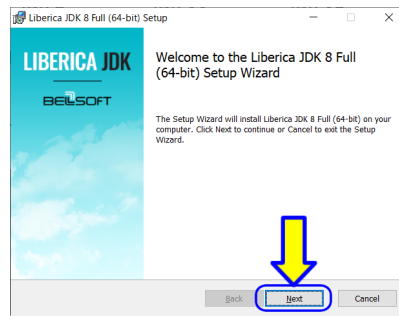 Liberica JDK 8 Full (64-bit) Setup
LIBERICA JDK
BELLSOFT
Welcome to the Liberica JDK 8 Full
(64-bit) Setup Wizard
The Setup Wizard will install Liberica JDK 8 Full (64-bit) on your
computer. Click Next to continue or Cancel to exit the Setup
Wizard.
Back Next Cancel